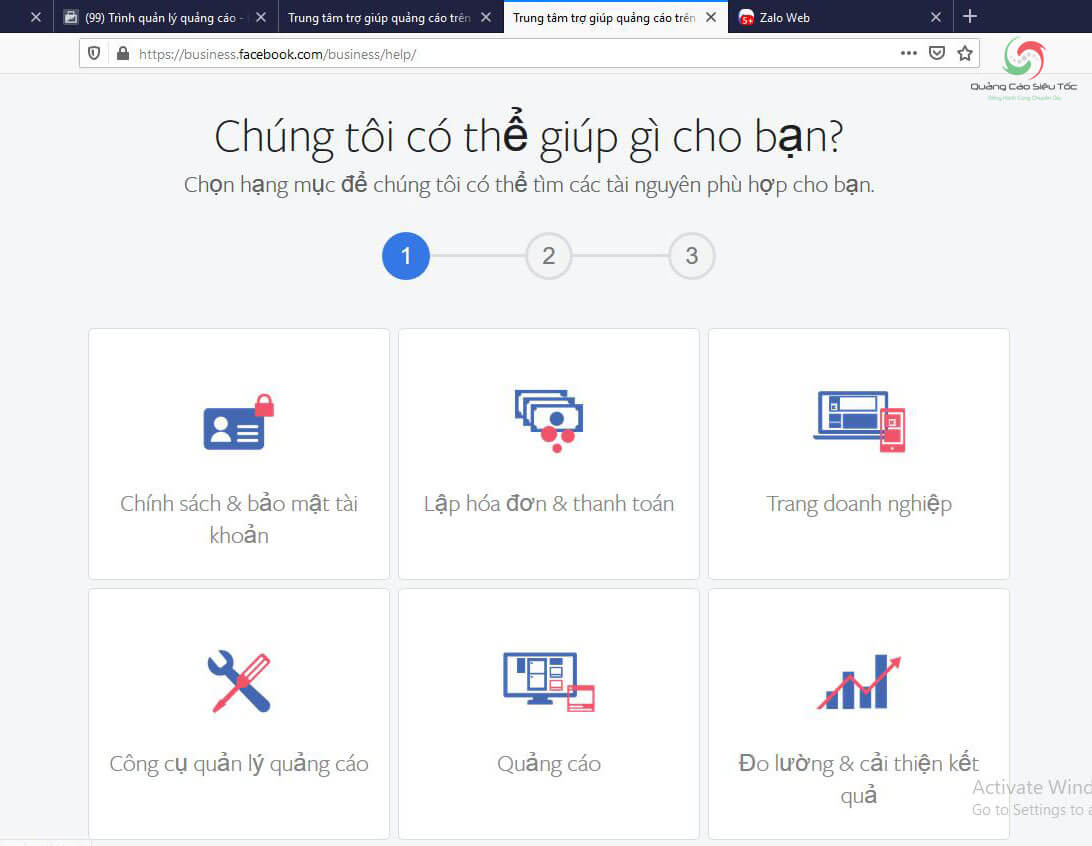 (99) Trình quản lý quảng cáo -
Trung tâm trợ giúp quảng cáo trên
Trung tâm trợ giúp quảng cáo trên
5+
Zalo Web
https://business.facebook.com/business/help/
Quảng Cáo Siêu Tốc
Chúng tôi có thể giúp gì cho bạn?
Chọn hạng mục để chúng tôi có thể tìm các tài nguyên phù hợp cho bạn.
1
2
3
Chính sách & bảo mật tài
khoản
Lập hóa đơn & thanh toán
Trang doanh nghiệp
Công cụ quản lý quảng cáo
Quảng cáo
Đo lường & cải thiện kết
quả
Activate Wind
Go to Settings to a